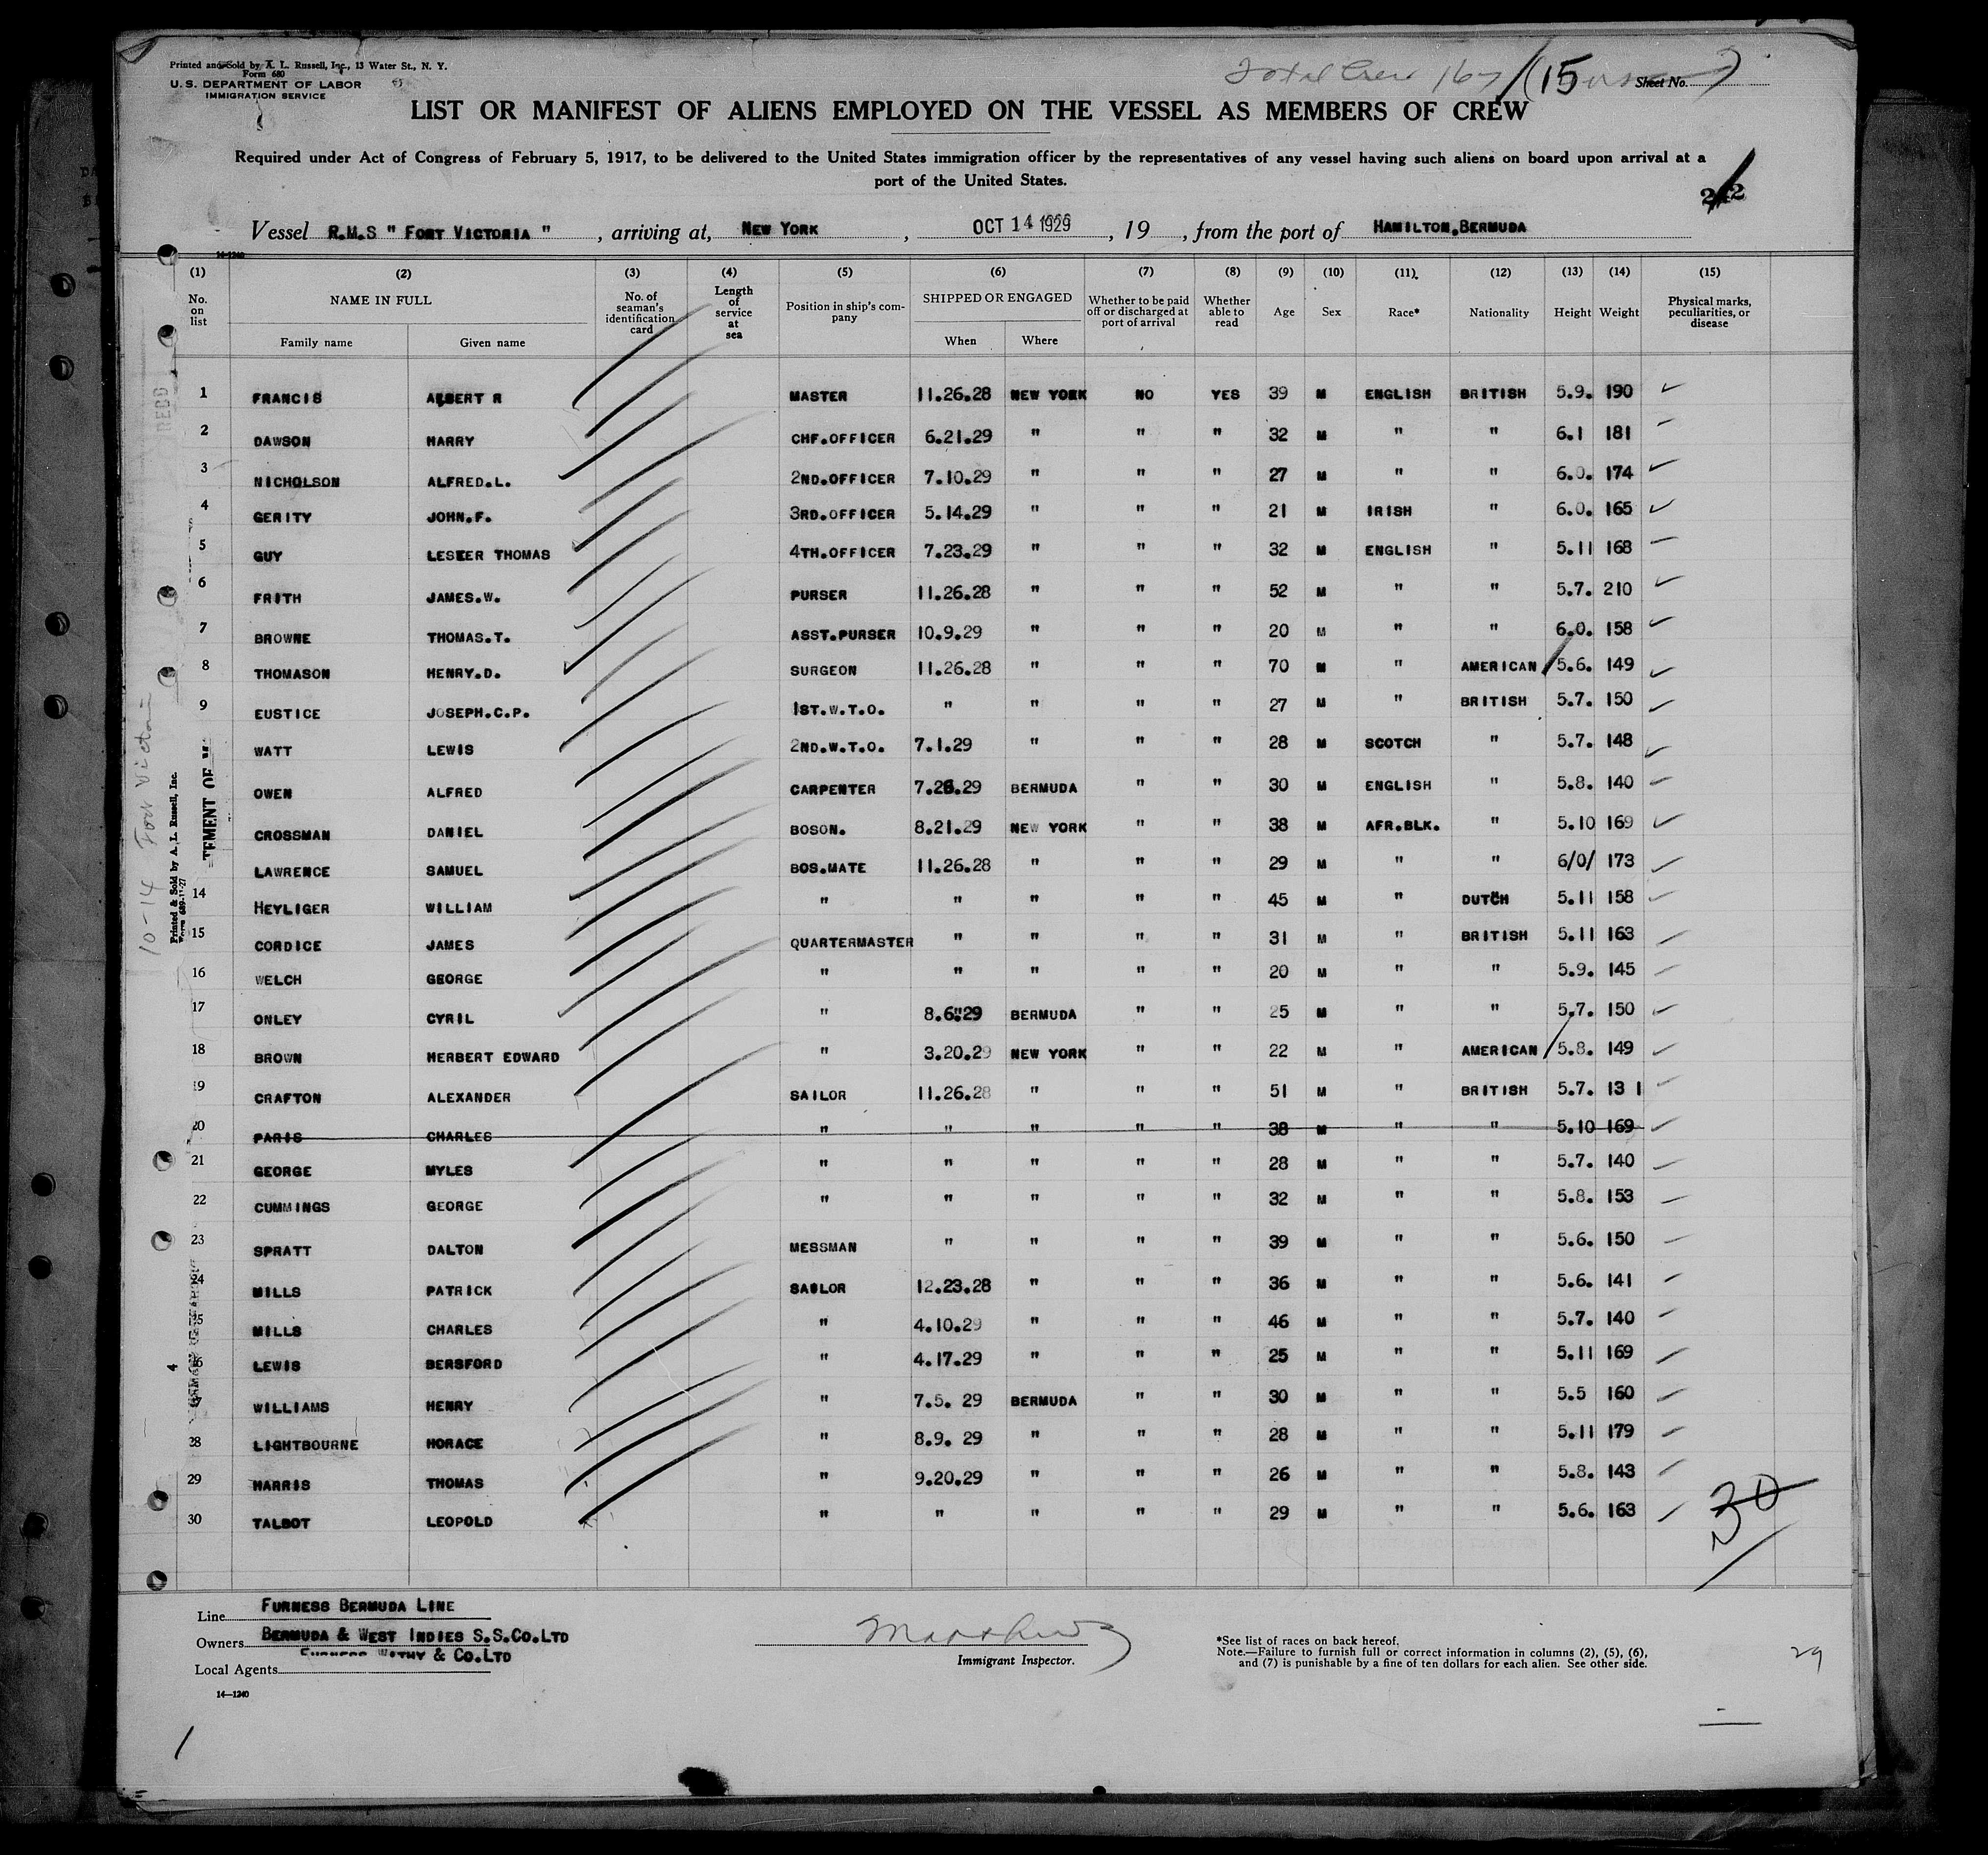 Printed and Sold by A. L. Russell, Inc., 13 Water St., N. Y.
Form 680
U. S. DEPARTMENT OF LABOR
IMMIGRATION SERVICE
Total Crew 167 (15 Sheet No.
LIST OR MANIFEST OF ALIENS EMPLOYED ON THE VESSEL AS MEMBERS OF CREW
Required under Act of Congress of February 5, 1917, to be delivered to the United States immigration officer by the representatives of any vessel having such aliens on board upon arrival at a
port of the United States.
Vessel R.M.S " FORT VICTORIA " , arriving at, NEW YORK , OCT 14 1929 , 19 , from the port of HAMILTON, BERMUDA
14-1240
(1) (2) (3) (4) (5) (6) (7) (8) (9) (10) (11) (12) (13) (14) (15)
No. on list NAME IN FULL Family name Given name No. of seaman's identification card Length of service at sea Position in ship's company SHIPPED OR ENGAGED When Where Whether to be paid off or discharged at port of arrival Whether able to read Age Sex Race* Nationality Height Weight Physical marks, peculiarities, or disease
1 FRANCIS ALBERT R MASTER 11.26.28 NEW YORK NO YES 39 M ENGLISH BRITISH 5.9. 190
2 DAWSON HARRY CHF.OFFICER 6.21.29 " " " 32 M " " 6.1 181
3 NICHOLSON ALFRED.L. 2ND.OFFICER 7.10.29 " " " 27 M " " 6.0. 174
4 GERITY JOHN.F. 3RD.OFFICER 5.14.29 " " " 21 M IRISH " 6.0. 165
5 GUY LESTER THOMAS 4TH.OFFICER 7.23.29 " " " 32 M ENGLISH " 5.11 168
6 FRITH JAMES.W. PURSER 11.26.28 " " " 52 M " " 5.7. 210
7 BROWNE THOMAS.T. ASST.PURSER 10.9.29 " " " 20 M " " 6.0. 158
8 THOMASON HENRY.D. SURGEON 11.26.28 " " " 70 M " AMERICAN 5.6. 149
9 EUSTICE JOSEPH.C.P. 1ST.W.T.O. " " " " 27 M " BRITISH 5.7. 150
WATT LEWIS 2ND.W.T.O. 7.1.29 " " " 28 M SCOTCH " 5.7. 148
OWEN ALFRED CARPENTER 7.26.29 BERMUDA " " 30 M ENGLISH " 5.8. 140
CROSSMAN DANIEL BOSON. 8.21.29 NEW YORK " " 38 M AFR.BLK. " 5.10 169
LAWRENCE SAMUEL BOS.MATE 11.26.28 " " " 29 M " " 6/0/ 173
14 HEYLIGER WILLIAM " " " " " 45 M " DUTCH 5.11 158
15 CORDICE JAMES QUARTERMASTER " " " " 31 M " BRITISH 5.11 163
16 WELCH GEORGE " " " " " 20 M " " 5.9. 145
17 ONLEY CYRIL " 8.6.29 BERMUDA " " 25 M " " 5.7. 150
18 BROWN HERBERT EDWARD " 3.20.29 NEW YORK " " 22 M " AMERICAN 5.8. 149
19 CRAFTON ALEXANDER SAILOR 11.26.28 " " " 51 M " BRITISH 5.7. 13 1
20 PARIS CHARLES " " " " " 38 M " " 5.10 169
21 GEORGE MYLES " " " " " 28 M " " 5.7. 140
22 CUMMINGS GEORGE " " " " " 32 M " " 5.8. 153
23 SPRATT DALTON MESSMAN " " " " 39 M " " 5.6. 150
24 MILLS PATRICK SAILOR 12.23.28 " " " 36 M " " 5.6. 141
MILLS CHARLES " 4.10.29 " " " 46 M " " 5.7. 140
LEWIS BERSFORD " 4.17.29 " " " 25 M " " 5.11 169
WILLIAMS HENRY " 7.5. 29 BERMUDA " " 30 M " " 5.5 160
28 LIGHTBOURNE HORACE " 8.9. 29 " " " 28 M " " 5.11 179
29 HARRIS THOMAS " 9.20.29 " " " 26 M " " 5.8. 143
30 TALBOT LEOPOLD " " " " " 29 M " " 5.6. 163
30
Line FURNESS BERMUDA LINE
Owners BERMUDA & WEST INDIES S.S.CO.LTD
Local Agents FURNESS WITHY & CO.LTD
Immigrant Inspector.
*See list of races on back hereof.
Note.—Failure to furnish full or correct information in columns (2), (5), (6),
and (7) is punishable by a fine of ten dollars for each alien. See other side.
29
14—1240
10-14 Fort Victoria
Printed & Sold by A. L. Russell, Inc.
TEMENT OF
4